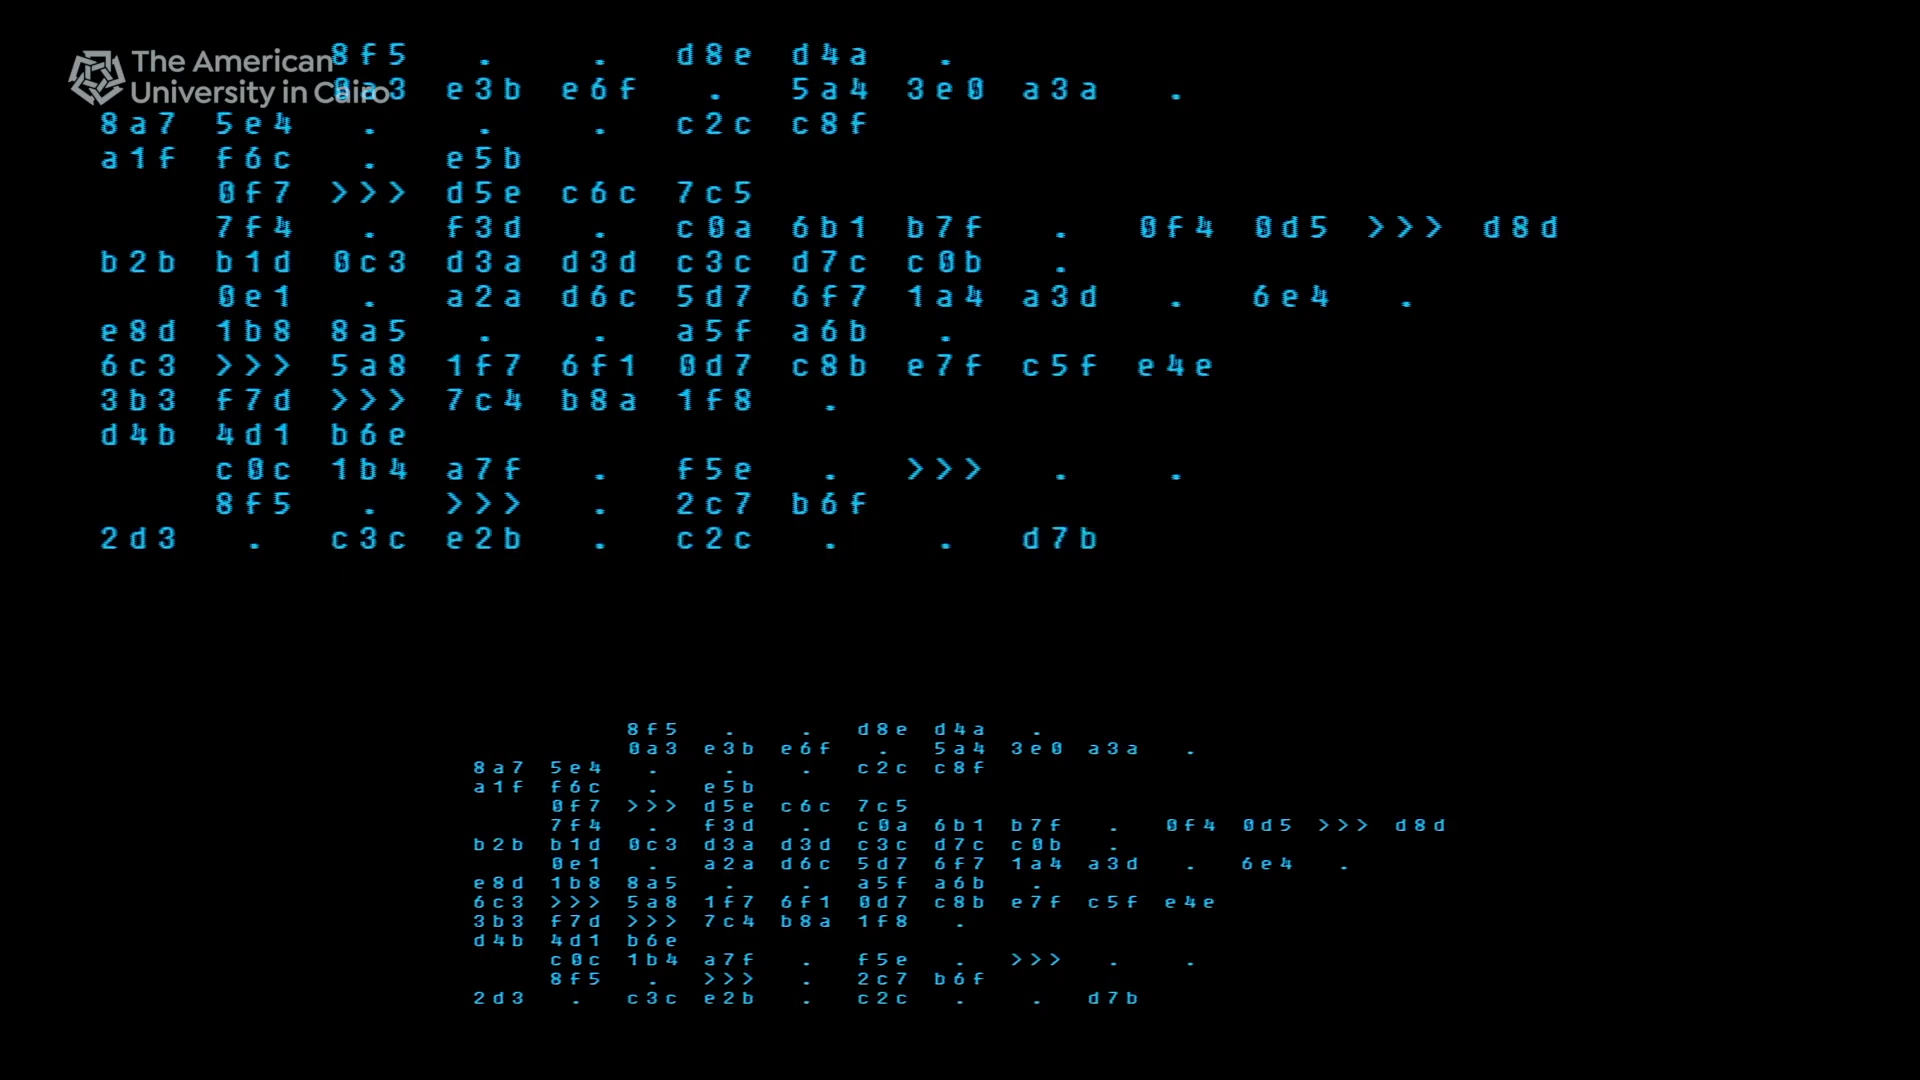 The American
University in Cairo
8f5 . . d8e d4a .
0a3 e3b e6f . 5a4 3e0 a3a .
8a7 5e4 . . . c2c c8f
a1f f6c . e5b
0f7 >>> d5e c6c 7c5
7f4 . f3d . c0a 6b1 b7f . 0f4 0d5 >>> d8d
b2b b1d 0c3 d3a d3d c3c d7c c0b .
0e1 . a2a d6c 5d7 6f7 1a4 a3d . 6e4 .
e8d 1b8 8a5 . . a5f a6b .
6c3 >>> 5a8 1f7 6f1 0d7 c8b e7f c5f e4e
3b3 f7d >>> 7c4 b8a 1f8 .
d4b 4d1 b6e
c0c 1b4 a7f . f5e . >>> . .
8f5 . >>> . 2c7 b6f
2d3 . c3c e2b . c2c . . d7b
8f5 . . d8e d4a .
0a3 e3b e6f . 5a4 3e0 a3a .
8a7 5e4 . . . c2c c8f
a1f f6c . e5b
0f7 >>> d5e c6c 7c5
7f4 . f3d . c0a 6b1 b7f . 0f4 0d5 >>> d8d
b2b b1d 0c3 d3a d3d c3c d7c c0b .
0e1 . a2a d6c 5d7 6f7 1a4 a3d . 6e4 .
e8d 1b8 8a5 . . a5f a6b .
6c3 >>> 5a8 1f7 6f1 0d7 c8b e7f c5f e4e
3b3 f7d >>> 7c4 b8a 1f8 .
d4b 4d1 b6e
c0c 1b4 a7f . f5e . >>> . .
8f5 . >>> . 2c7 b6f
2d3 . c3c e2b . c2c . . d7b